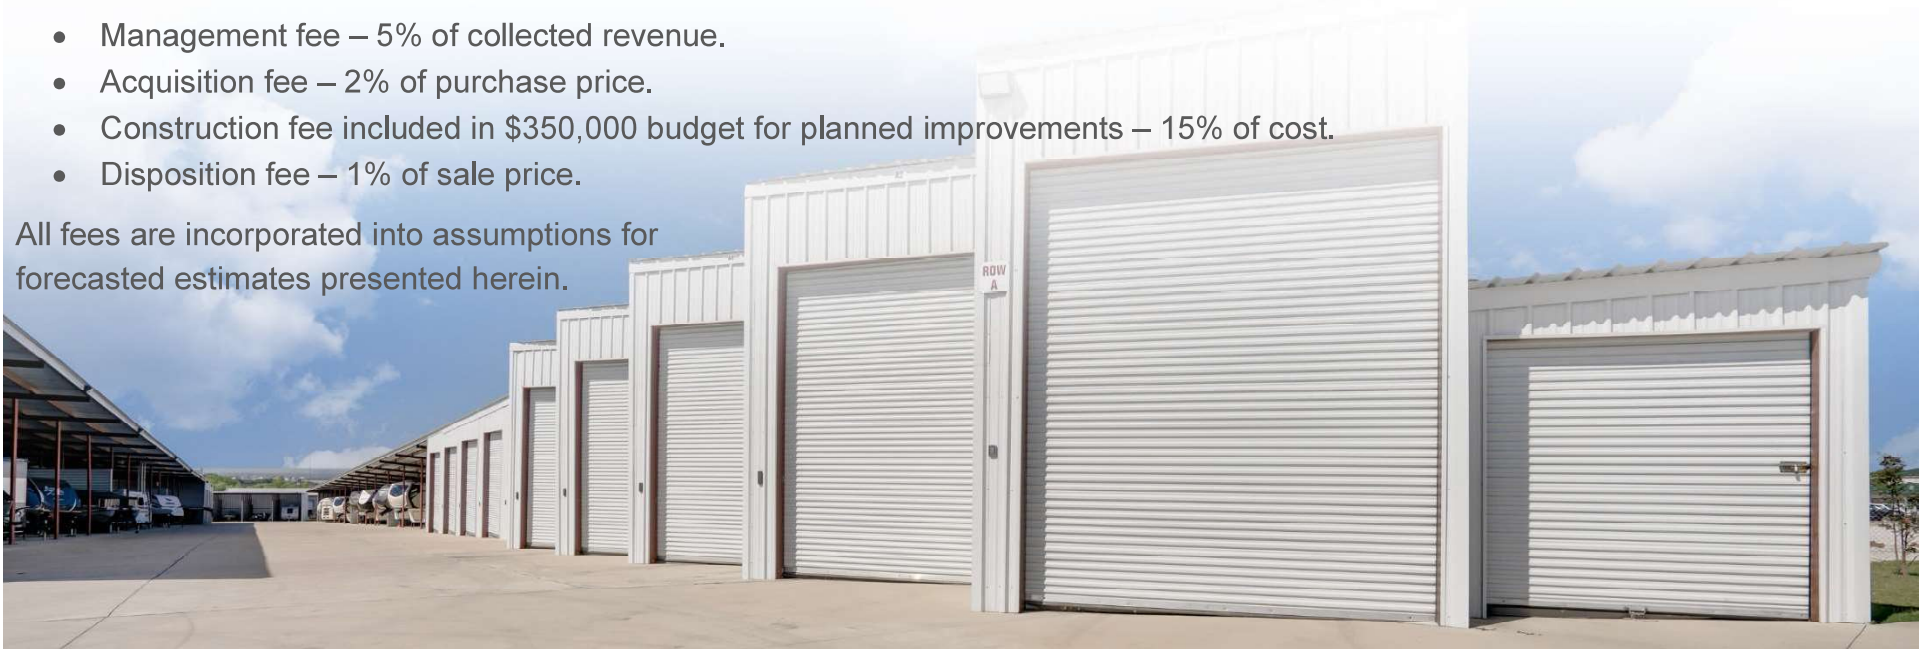 • Management fee – 5% of collected revenue.
• Acquisition fee – 2% of purchase price.
• Construction fee included in $350,000 budget for planned improvements – 15% of cost.
• Disposition fee – 1% of sale price.
All fees are incorporated into assumptions for
forecasted estimates presented herein.
ROW
A